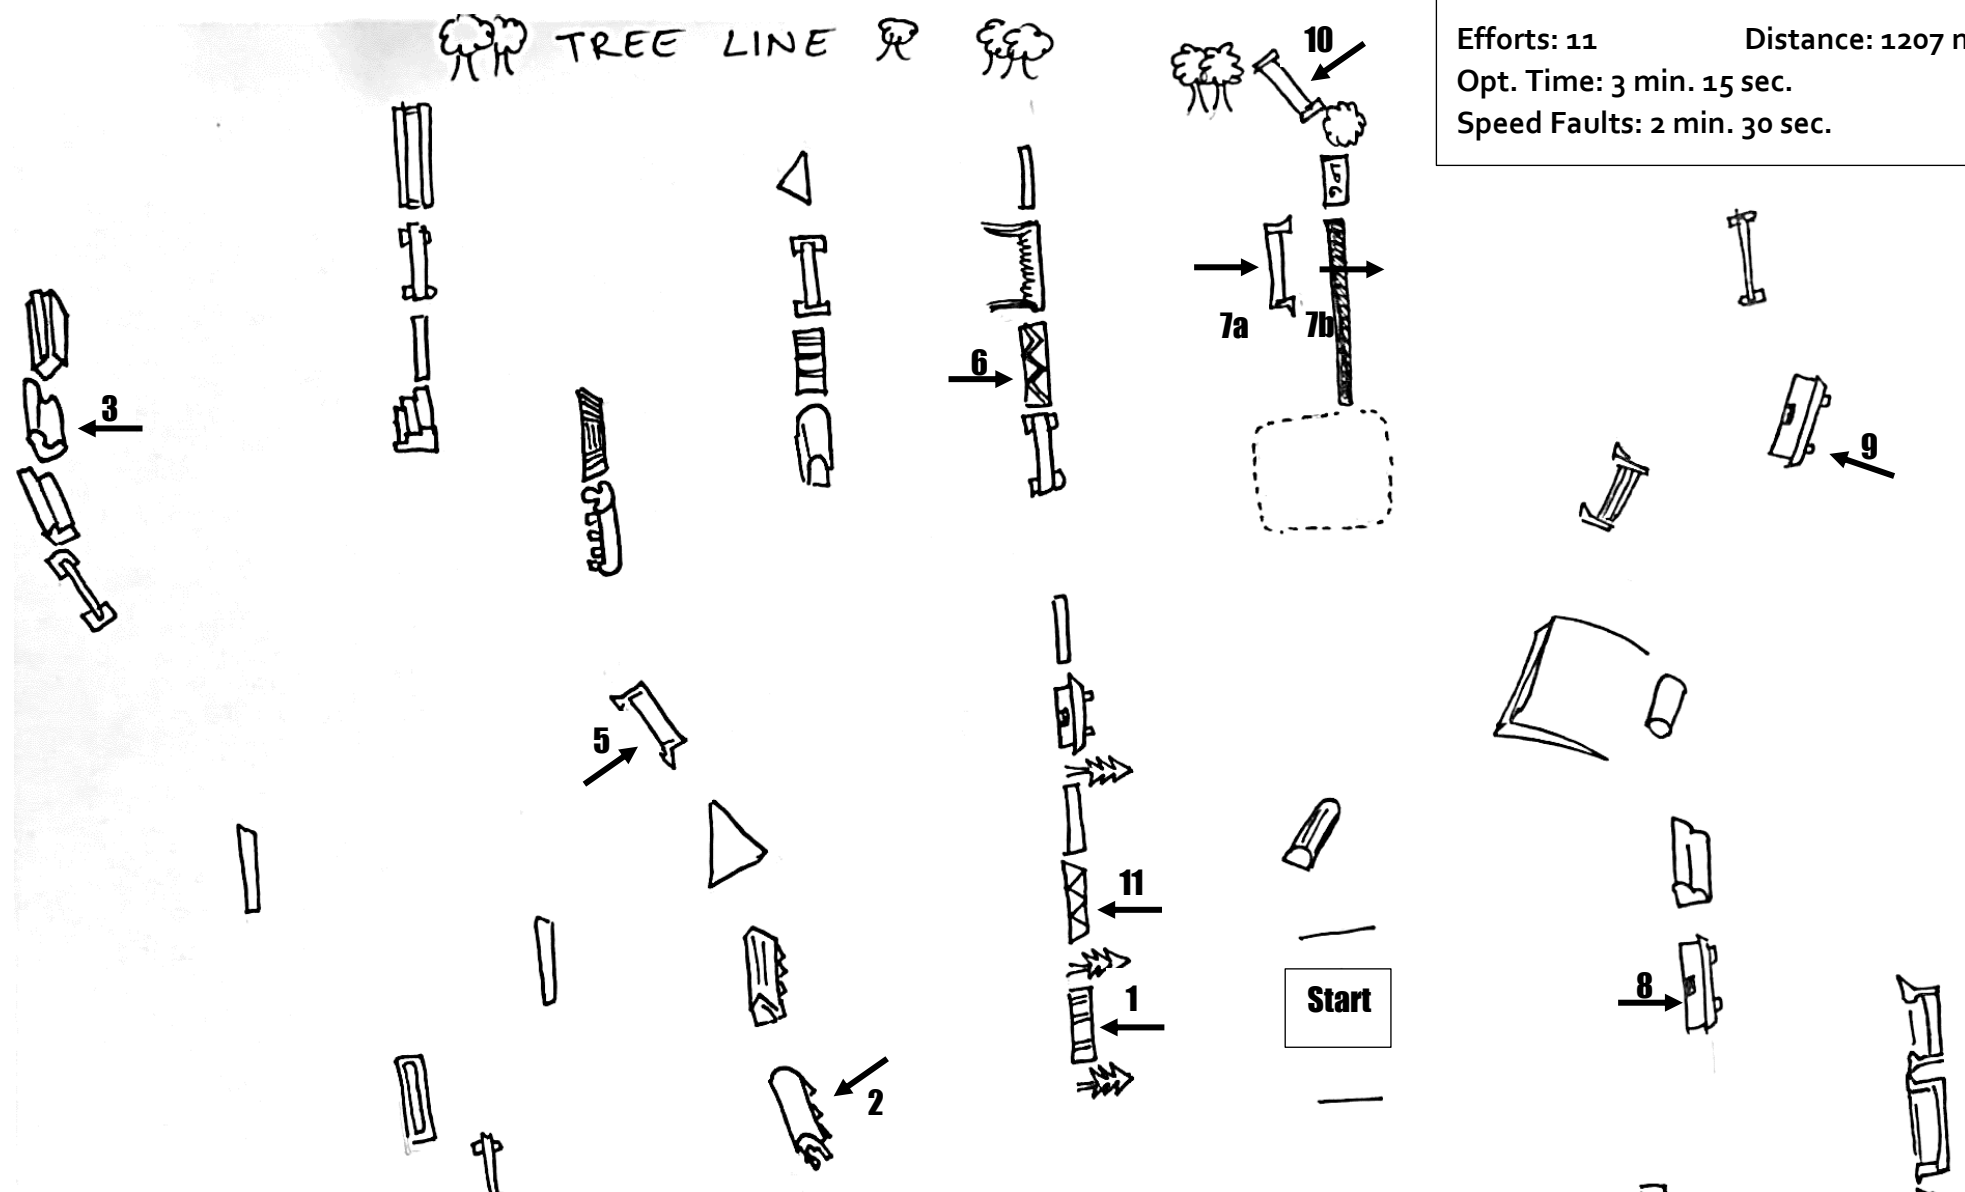 TREE LINE
10
Efforts: 11 Distance: 1207
Opt. Time: 3 min. 15 sec.
Speed Faults: 2 min. 30 sec.
LOG
7a 7b
6
3
9
5
11
8
Start
1
2